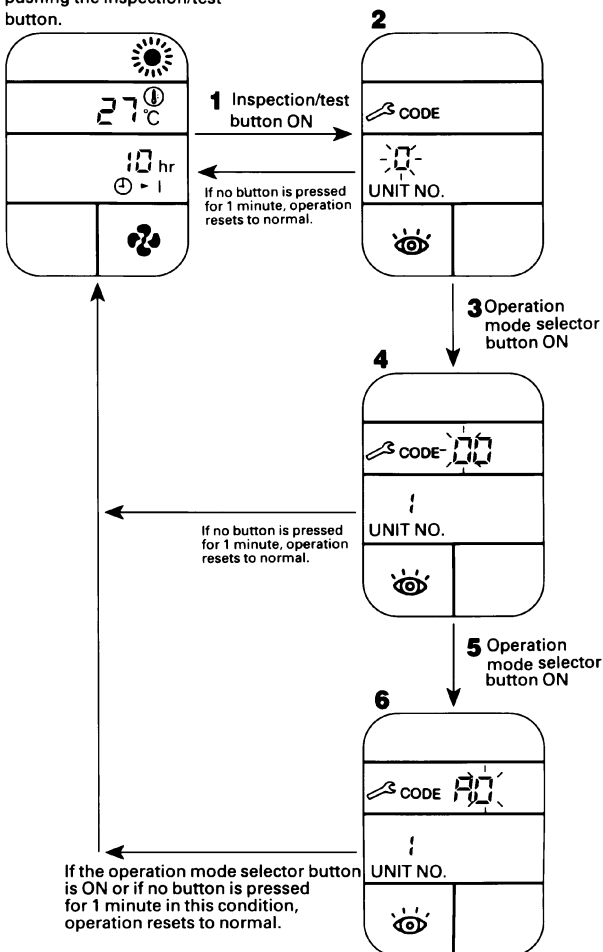 pushing the inspection/test
button.
27 °C
10 hr
1
1 Inspection/test
button ON
If no button is pressed
for 1 minute, operation
resets to normal.
2
CODE
0
UNIT NO.
3 Operation
mode selector
button ON
4
CODE 00
1
UNIT NO.
If no button is pressed
for 1 minute, operation
resets to normal.
5 Operation
mode selector
button ON
6
CODE A0
1
UNIT NO.
If the operation mode selector button
is ON or if no button is pressed
for 1 minute in this condition,
operation resets to normal.